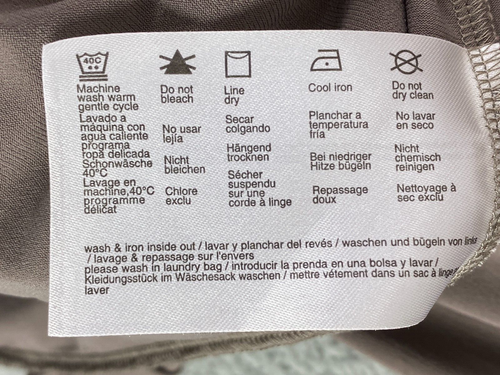 40C
Machine
wash warm
gentle cycle
Lavado a
máquina con
agua caliente
programa
ropa delicada
Schonwäsche
40°C
Lavage en
machine,40°C
programme
délicat
Do not
bleach
No usar
lejía
Nicht
bleichen
Chlore
exclu
Line
dry
Secar
colgando
Hängend
trocknen
Sécher
suspendu
sur une
corde à linge
Cool iron
Planchar a
temperatura
fría
Bei niedriger
Hitze bügeln
Repassage
doux
Do not
dry clean
No lavar
en seco
Nicht
chemisch
reinigen
Nettoyage à
sec exclu
wash & iron inside out / lavar y planchar del revés / waschen und bügeln von links
/ lavage & repassage sur l'envers
please wash in laundry bag / introducir la prenda en una bolsa y lavar /
Kleidungsstück im Wäschesack waschen / mettre vêtement dans un sac à linge
laver